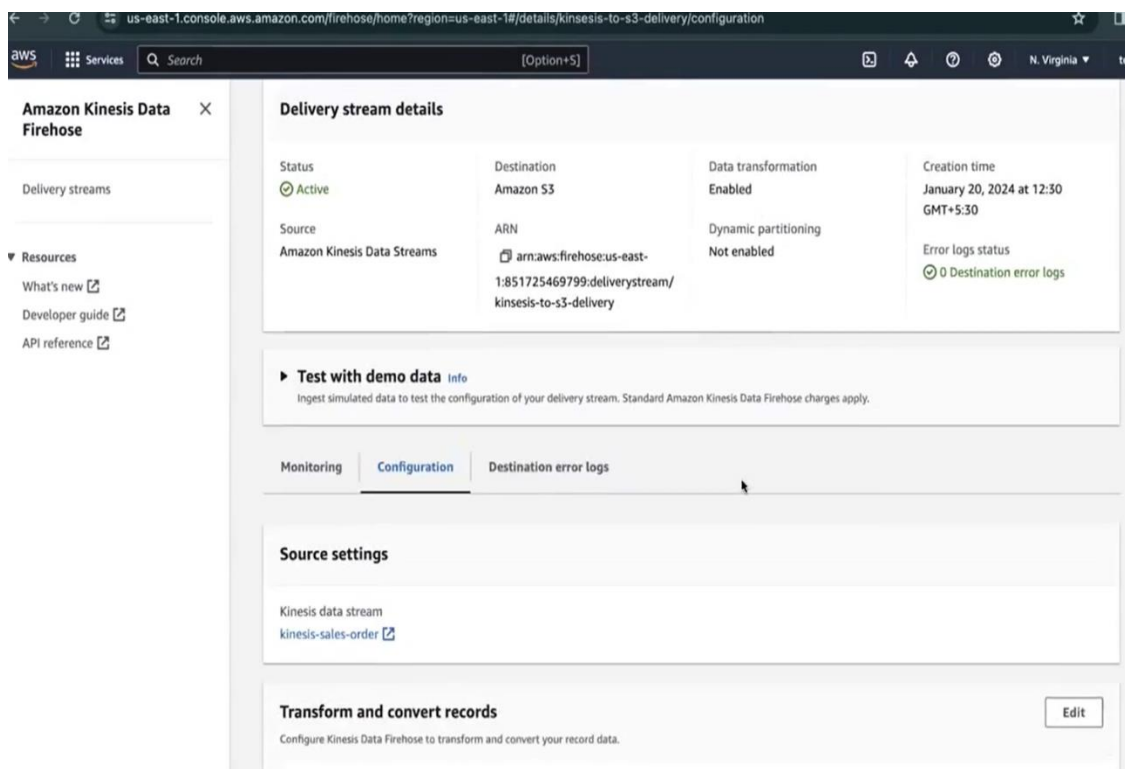 us-east-1.console.aws.amazon.com/firehose/home?region=us-east-1#/details/kinsesis-to-s3-delivery/configuration
aws
Services
Search
[Option+S]
N. Virginia
Amazon Kinesis Data
Firehose
Delivery streams
Resources
What's new
Developer guide
API reference
Delivery stream details
Status
Active
Source
Amazon Kinesis Data Streams
Destination
Amazon S3
ARN
arn:aws:firehose:us-east-
1:851725469799:deliverystream/
kinsesis-to-s3-delivery
Data transformation
Enabled
Dynamic partitioning
Not enabled
Creation time
January 20, 2024 at 12:30
GMT+5:30
Error logs status
0 Destination error logs
Test with demo data Info
Ingest simulated data to test the configuration of your delivery stream. Standard Amazon Kinesis Data Firehose charges apply.
Monitoring
Configuration
Destination error logs
Source settings
Kinesis data stream
kinesis-sales-order
Transform and convert records
Edit
Configure Kinesis Data Firehose to transform and convert your record data.